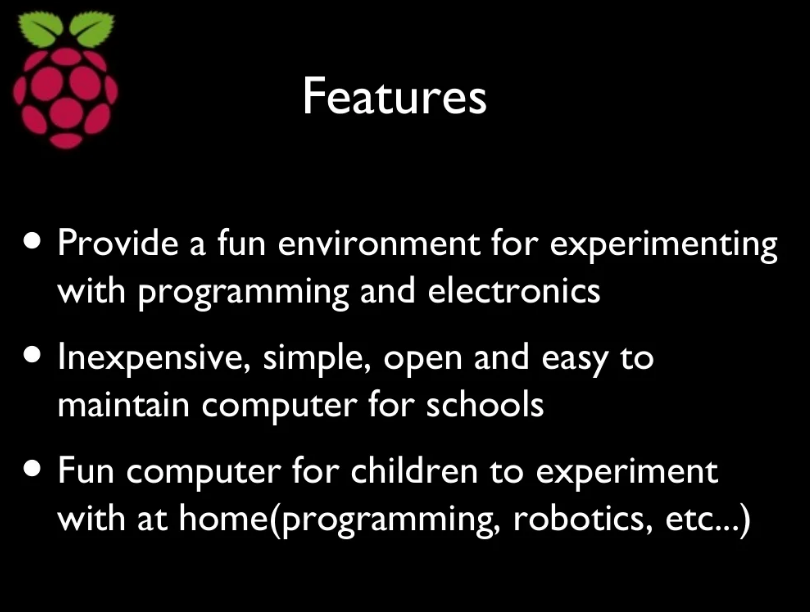 Features
• Provide a fun environment for experimenting
with programming and electronics
• Inexpensive, simple, open and easy to
maintain computer for schools
• Fun computer for children to experiment
with at home(programming, robotics, etc...)